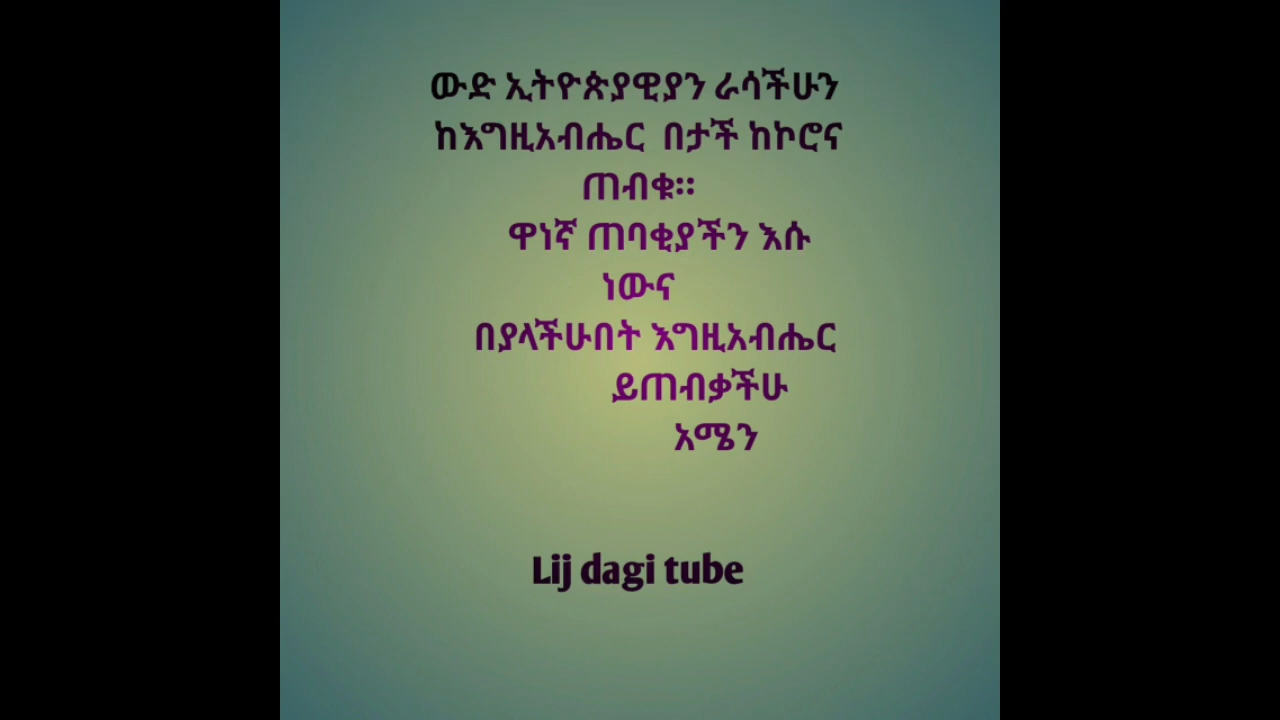 ውድ ኢትዮጵያዊያን ራሳችሁን
ከእግዚአብሔር በታች ከኮሮና
ጠብቁ።
ዋነኛ ጠባቂያችን እሱ
ነውና
በያላችሁበት እግዚአብሔር
ይጠብቃችሁ
አሜን
Lij dagi tube